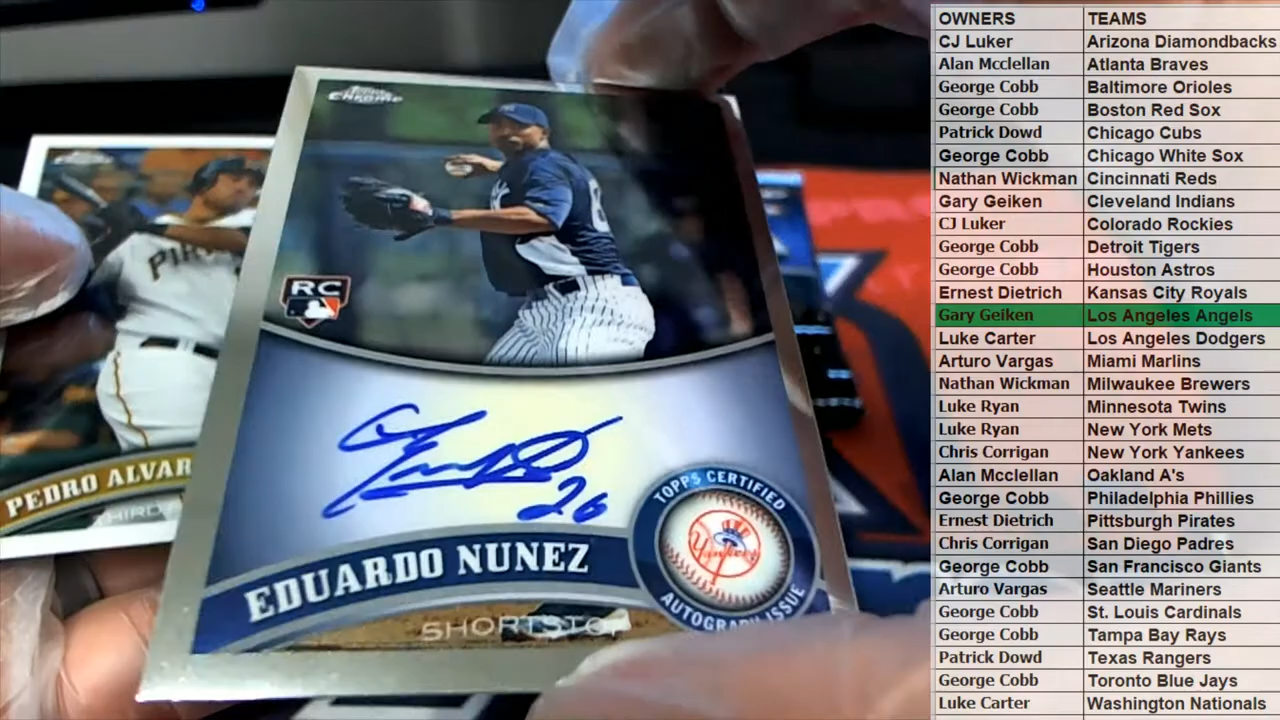 Topps
CHROME
RC
PIR
PEDRO ALVAR
THIRD
26
TOPPS CERTIFIED
Yankees
AUTOGRAPH ISSUE
EDUARDO NUNEZ
SHORTSTOP
OWNERS TEAMS
CJ Luker Arizona Diamondbacks
Alan Mcclellan Atlanta Braves
George Cobb Baltimore Orioles
George Cobb Boston Red Sox
Patrick Dowd Chicago Cubs
George Cobb Chicago White Sox
Nathan Wickman Cincinnati Reds
Gary Geiken Cleveland Indians
CJ Luker Colorado Rockies
George Cobb Detroit Tigers
George Cobb Houston Astros
Ernest Dietrich Kansas City Royals
Gary Geiken Los Angeles Angels
Luke Carter Los Angeles Dodgers
Arturo Vargas Miami Marlins
Nathan Wickman Milwaukee Brewers
Luke Ryan Minnesota Twins
Luke Ryan New York Mets
Chris Corrigan New York Yankees
Alan Mcclellan Oakland A's
George Cobb Philadelphia Phillies
Ernest Dietrich Pittsburgh Pirates
Chris Corrigan San Diego Padres
George Cobb San Francisco Giants
Arturo Vargas Seattle Mariners
George Cobb St. Louis Cardinals
George Cobb Tampa Bay Rays
Patrick Dowd Texas Rangers
George Cobb Toronto Blue Jays
Luke Carter Washington Nationals